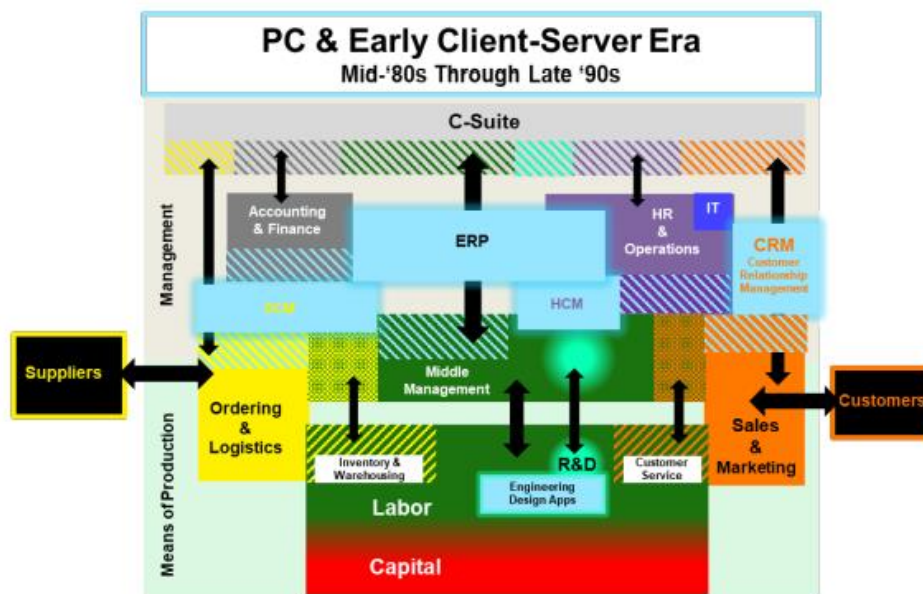 PC & Early Client-Server Era
Mid-‘80s Through Late ‘90s
C-Suite
Management
Accounting
& Finance
ERP
HR
&
Operations
IT
CRM
Customer
Relationship
Management
SCM
HCM
Suppliers
Middle
Management
Customers
Ordering
&
Logistics
Sales
&
Marketing
Means of Production
Inventory &
Warehousing
R&D
Engineering
Design Apps
Customer
Service
Labor
Capital